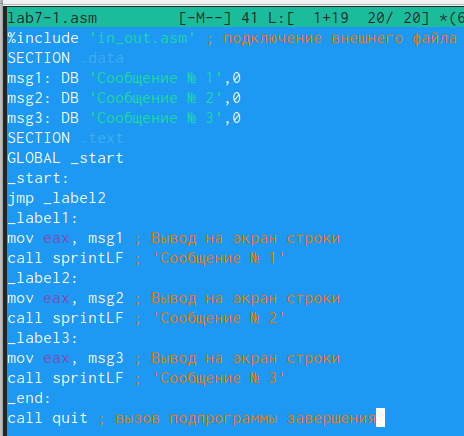 lab7-1.asm [-M--] 41 L:[ 1+19 20/ 20] *(6
%include 'in_out.asm' ; подключение внешнего файла
SECTION .data
msg1: DB 'Сообщение № 1',0
msg2: DB 'Сообщение № 2',0
msg3: DB 'Сообщение № 3',0
SECTION .text
GLOBAL _start
_start:
jmp _label2
_label1:
mov eax, msg1 ; Вывод на экран строки
call sprintLF ; 'Сообщение № 1'
_label2:
mov eax, msg2 ; Вывод на экран строки
call sprintLF ; 'Сообщение № 2'
_label3:
mov eax, msg3 ; Вывод на экран строки
call sprintLF ; 'Сообщение № 3'
_end:
call quit ; вызов подпрограммы завершения